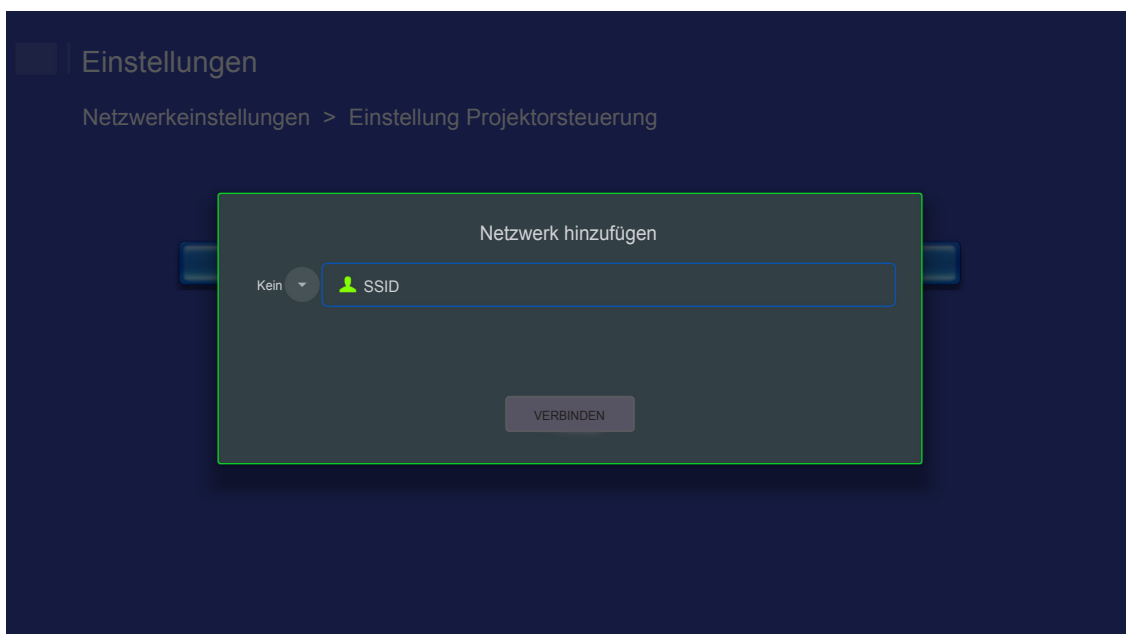 Einstellungen
Netzwerkeinstellungen > Einstellung Projektorsteuerung
Netzwerk hinzufügen
Kein SSID
VERBINDEN